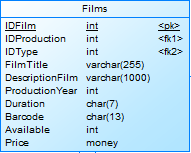 Films
IDFilm int <pk>
IDProduction int <fk1>
IDType int <fk2>
FilmTitle varchar(255)
DescriptionFilm varchar(1000)
ProductionYear int
Duration char(7)
Barcode char(13)
Available int
Price money